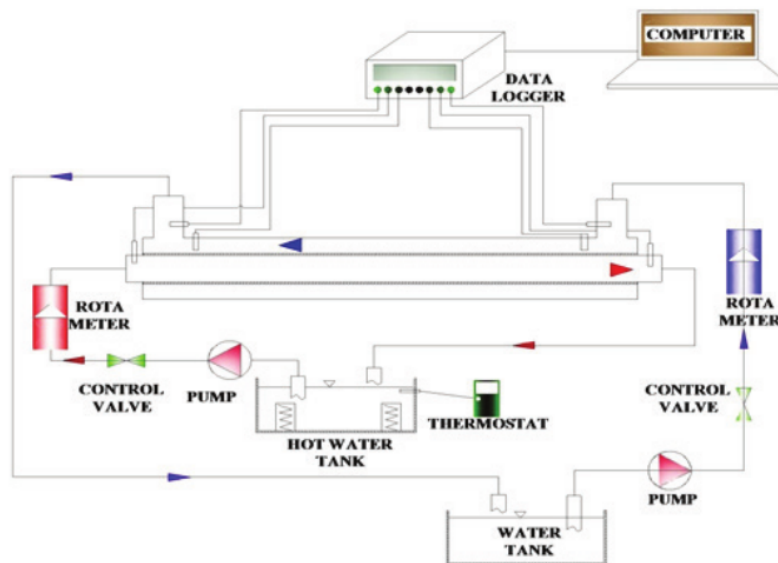 COMPUTER
DATA
LOGGER
ROTA
METER
ROTA
METER
CONTROL
VALVE
PUMP
THERMOSTAT
CONTROL
VALVE
HOT WATER
TANK
PUMP
WATER
TANK